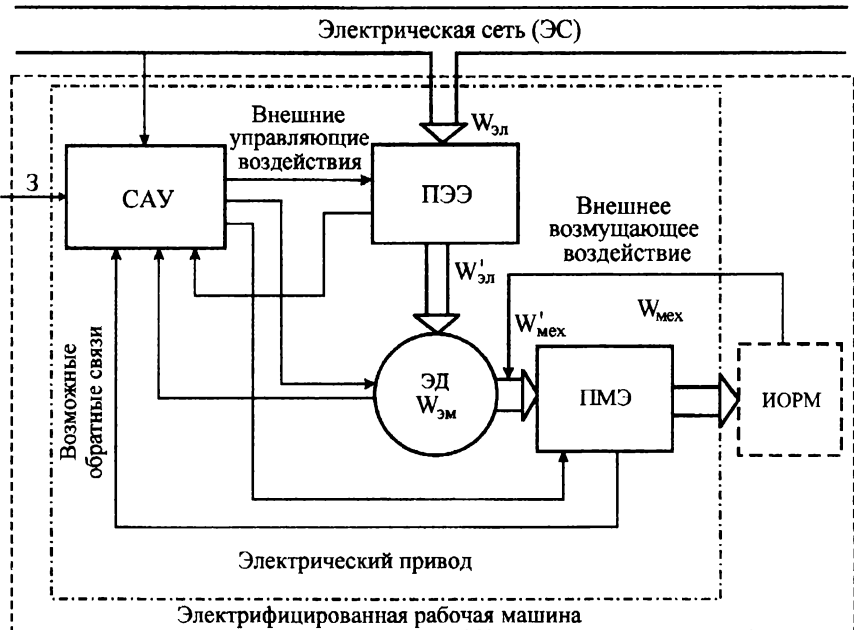 Электрическая сеть (ЭС)
Wэл
Внешние
управляющие
воздействия
З
САУ
ПЭЭ
Внешнее
возмущающее
воздействие
W'эл
W'мех
Wмех
Возможные
обратные связи
ЭД
Wэм
ПМЭ
ИОРМ
Электрический привод
Электрифицированная рабочая машина